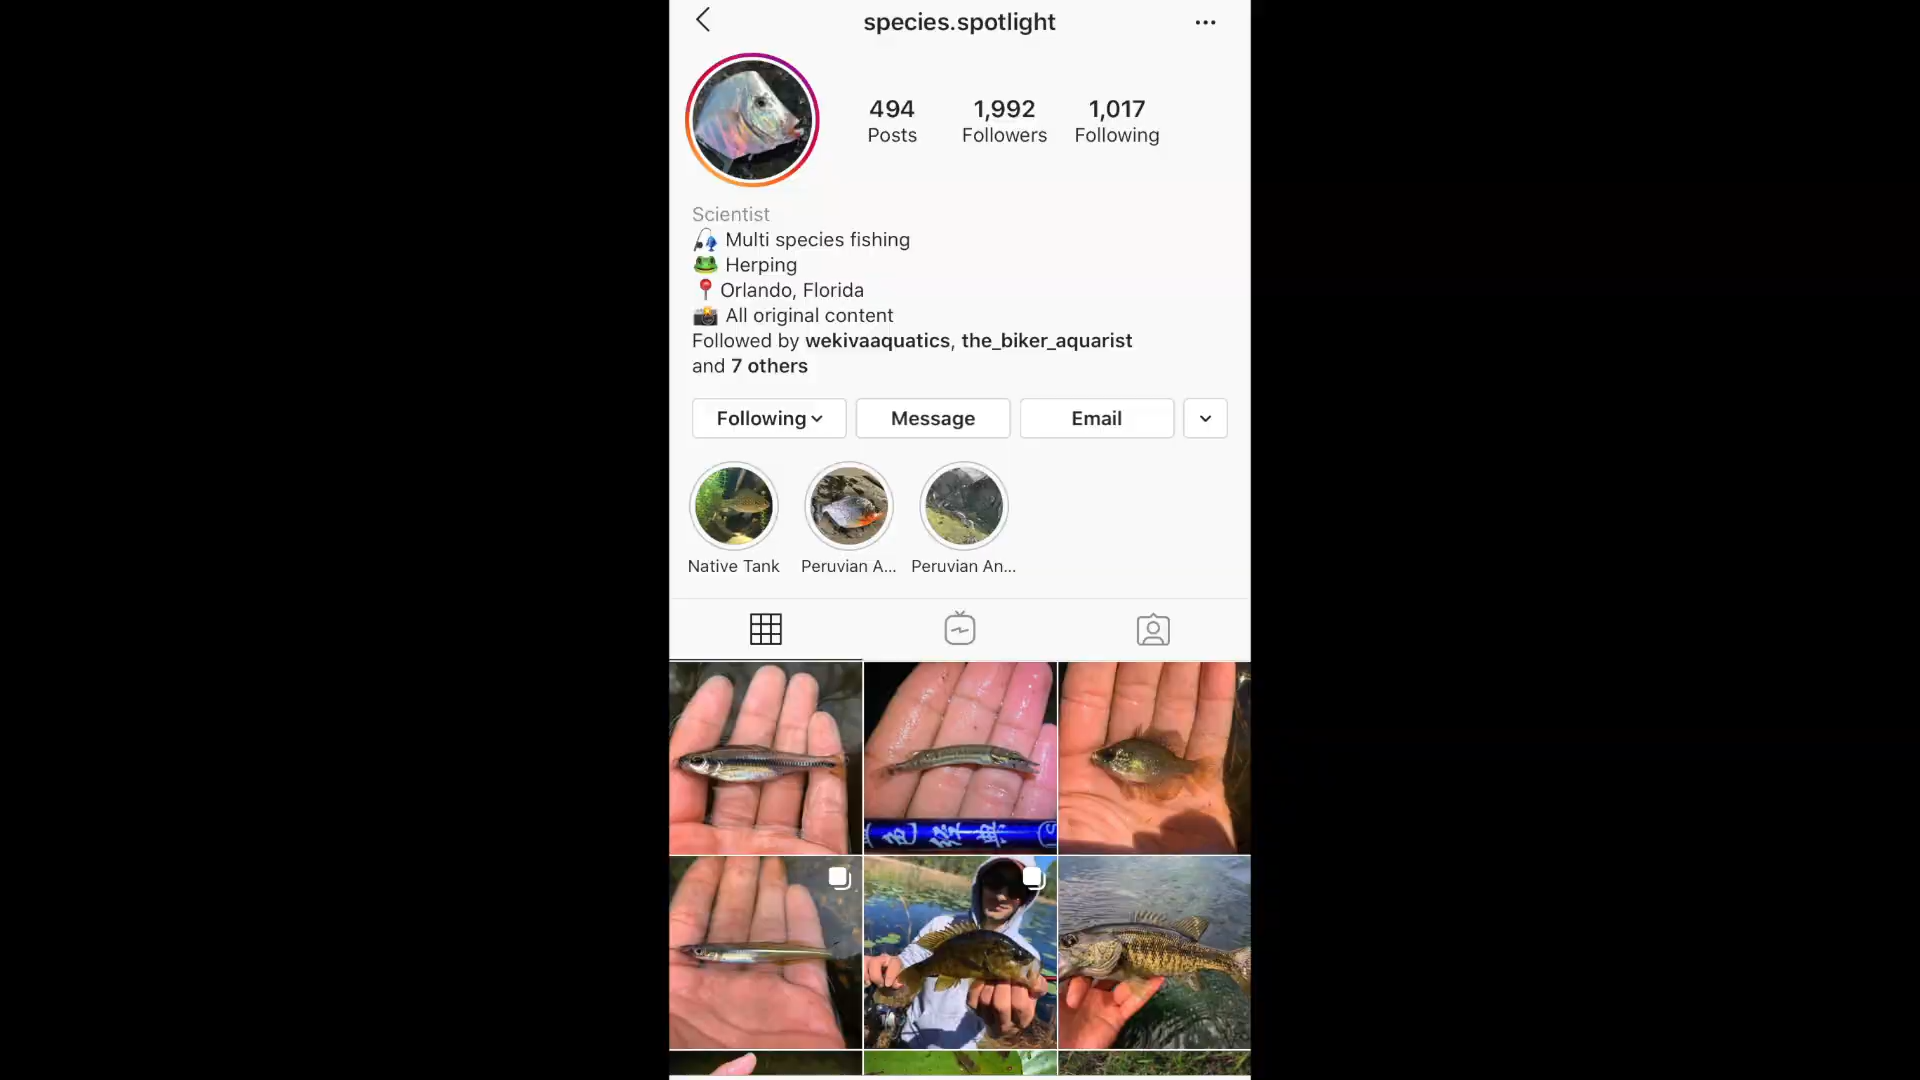 species.spotlight
494
1,992
1,017
Posts
Followers
Following
Scientist
Multi species fishing
Herping
Orlando, Florida
All original content
Followed by wekivaaquatics, the_biker_aquarist
and 7 others
Following
Message
Email
Native Tank
Peruvian A...
Peruvian An...